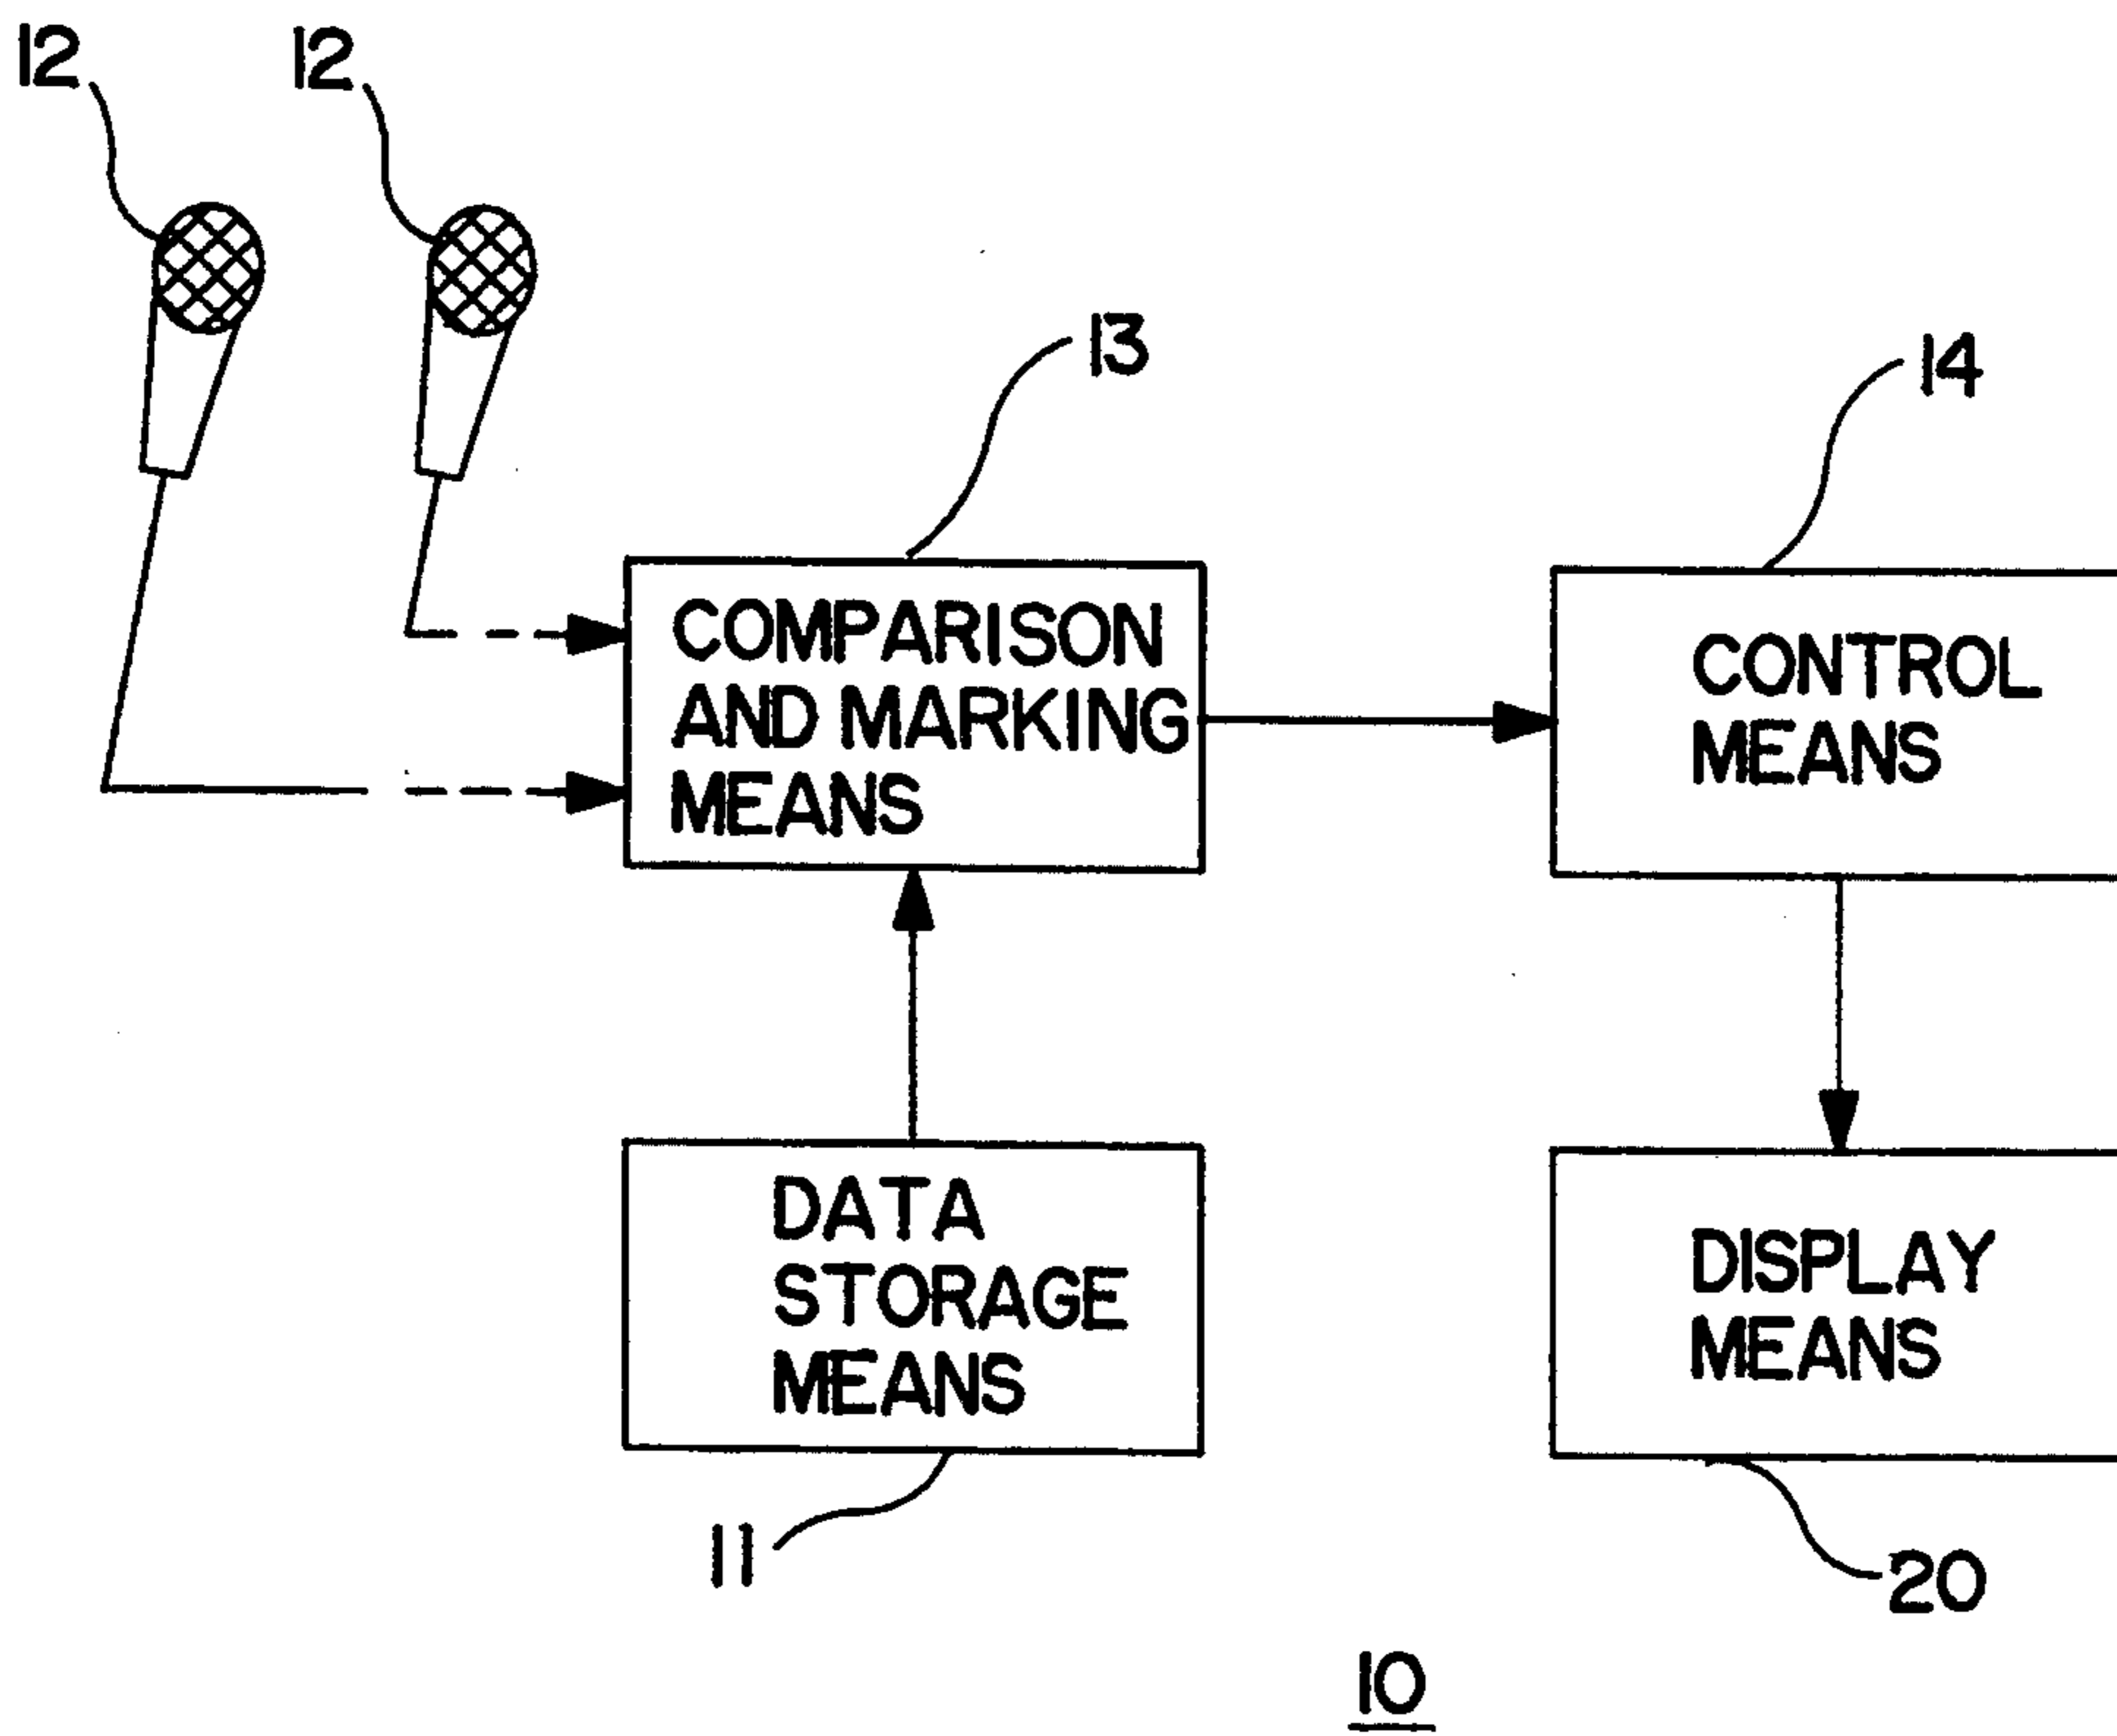 12
12
13
14
COMPARISON
AND MARKING
MEANS
CONTROL
MEANS
DATA
STORAGE
MEANS
DISPLAY
MEANS
11
20
10